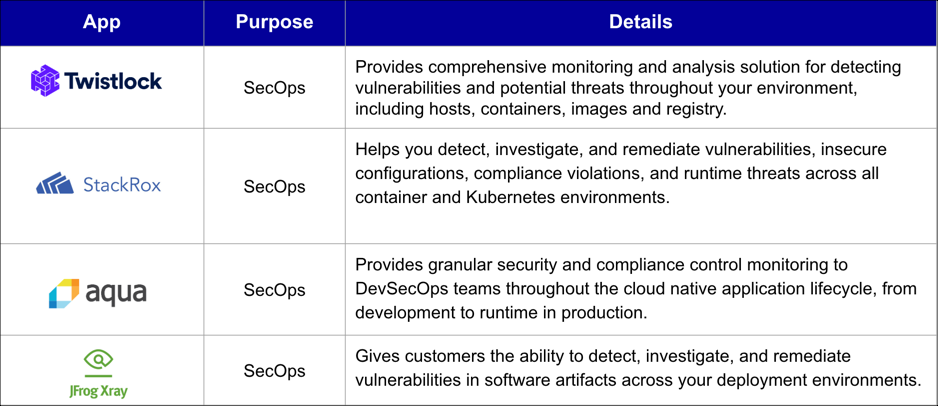 App Purpose Details
Twistlock
SecOps
Provides comprehensive monitoring and analysis solution for detecting
vulnerabilities and potential threats throughout your environment,
including hosts, containers, images and registry.
StackRox
SecOps
Helps you detect, investigate, and remediate vulnerabilities, insecure
configurations, compliance violations, and runtime threats across all
container and Kubernetes environments.
aqua
SecOps
Provides granular security and compliance control monitoring to
DevSecOps teams throughout the cloud native application lifecycle, from
development to runtime in production.
JFrog Xray
SecOps
Gives customers the ability to detect, investigate, and remediate
vulnerabilities in software artifacts across your deployment environments.